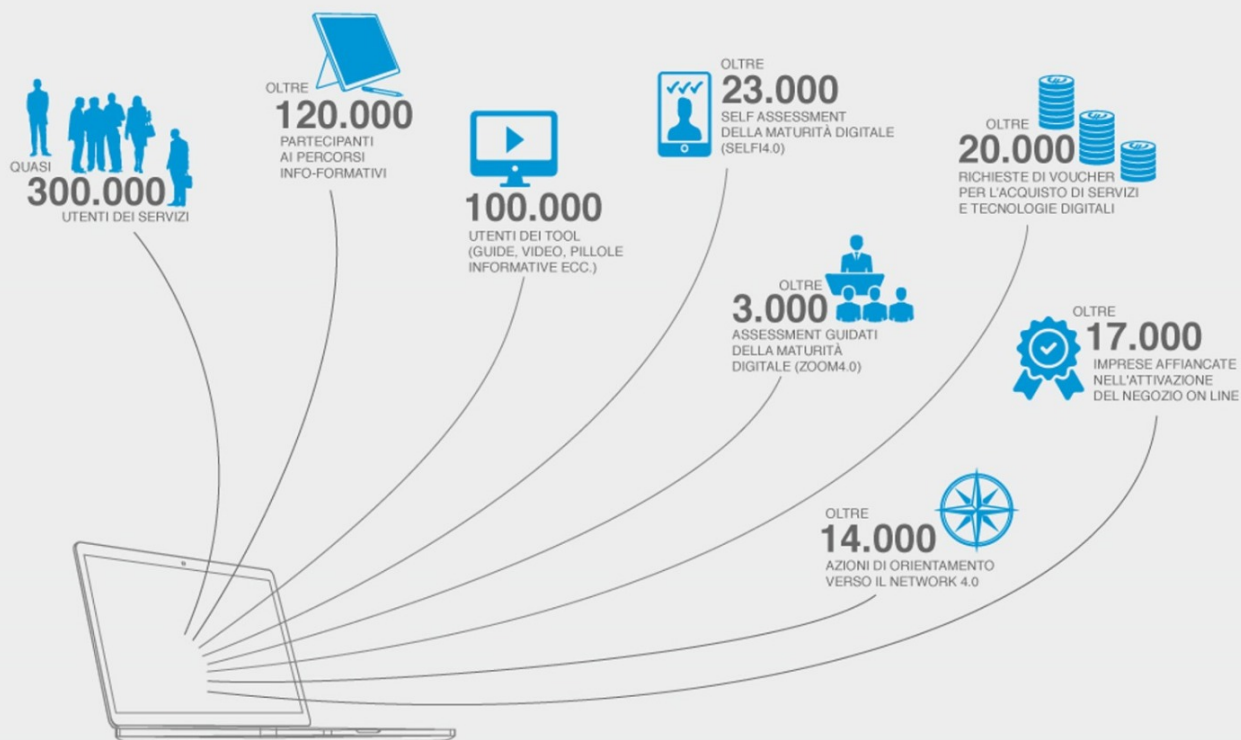 QUASI
300.000
UTENTI DEI SERVIZI
OLTRE
120.000
PARTECIPANTI
AI PERCORSI
INFO-FORMATIVI
100.000
UTENTI DEI TOOL
(GUIDE, VIDEO, PILLOLE
INFORMATIVE ECC.)
OLTRE
23.000
SELF ASSESSMENT
DELLA MATURITÀ DIGITALE
(SELFI4.0)
OLTRE
3.000
ASSESSMENT GUIDATI
DELLA MATURITÀ
DIGITALE (ZOOM4.0)
OLTRE
20.000
RICHIESTE DI VOUCHER
PER L'ACQUISTO DI SERVIZI
E TECNOLOGIE DIGITALI
OLTRE
17.000
IMPRESE AFFIANCATE
NELL'ATTIVAZIONE
DEL NEGOZIO ON LINE
OLTRE
14.000
AZIONI DI ORIENTAMENTO
VERSO IL NETWORK 4.0